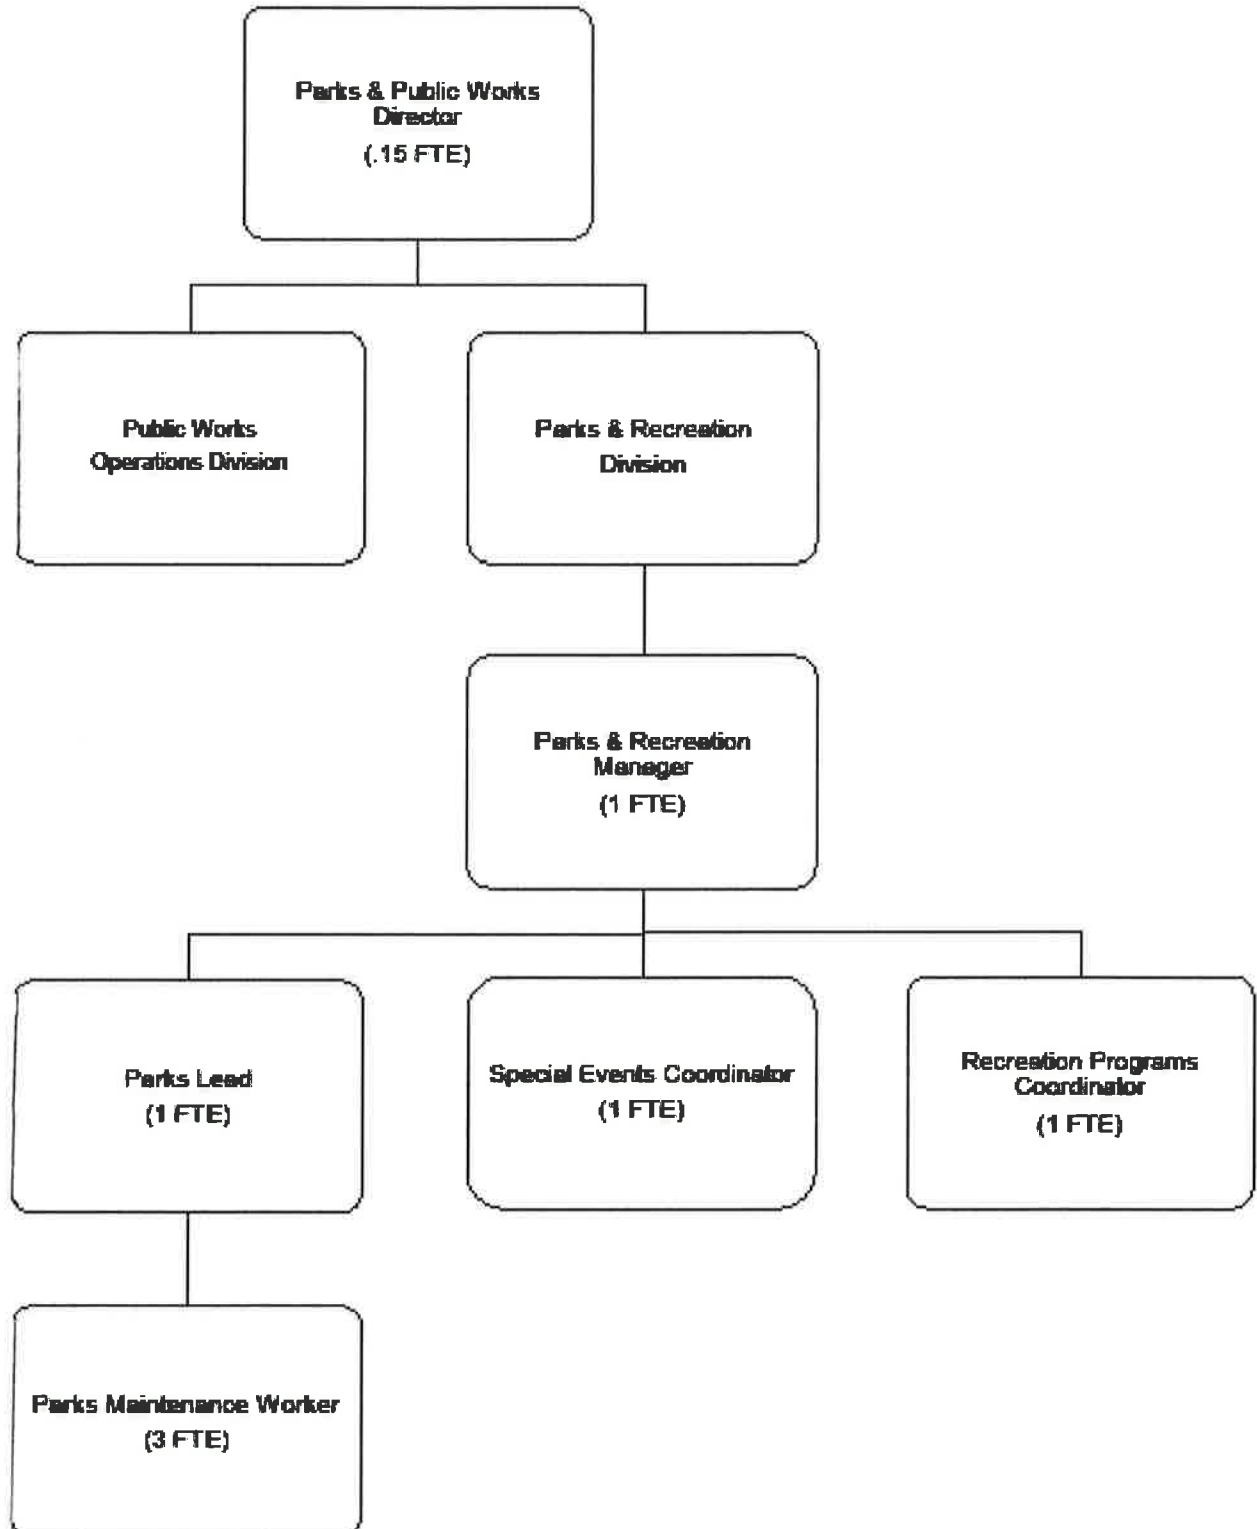 Parks & Public Works
Director
(.15 FTE)
Public Works
Operations Division
Parks & Recreation
Division
Parks & Recreation
Manager
(1 FTE)
Parks Lead
(1 FTE)
Special Events Coordinator
(1 FTE)
Recreation Programs
Coordinator
(1 FTE)
Parks Maintenance Worker
(3 FTE)